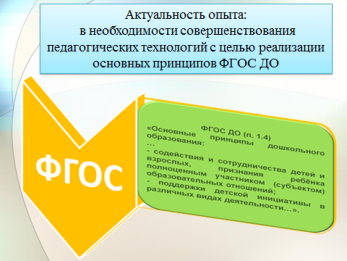 Актуальность опыта:
в необходимости совершенствования
педагогических технологий с целью реализации
основных принципов ФГОС ДО
ФГОС
ФГОС ДО (п. 1.4)
«Основные принципы дошкольного
образования:
…
- содействия и сотрудничества детей и
взрослых, признания ребёнка
полноценным участником (субъектом)
образовательных отношений;
- поддержки детской инициативы в
различных видах деятельности…».